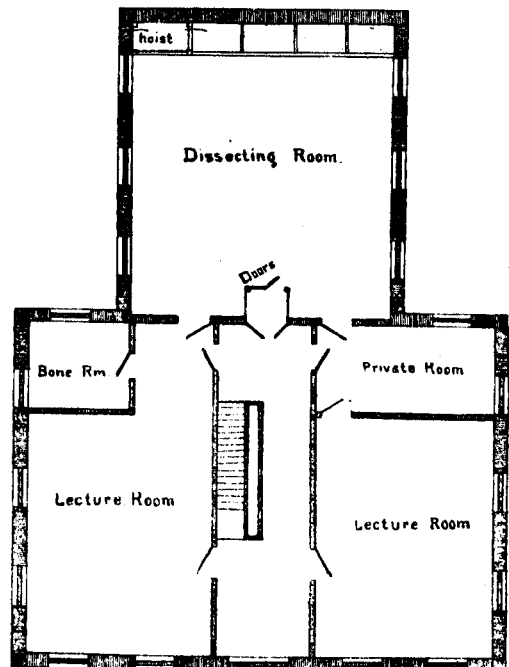 hoist
Dissecting Room.
Doors
Bone Rm.
Private Room
Lecture Room
Lecture Room